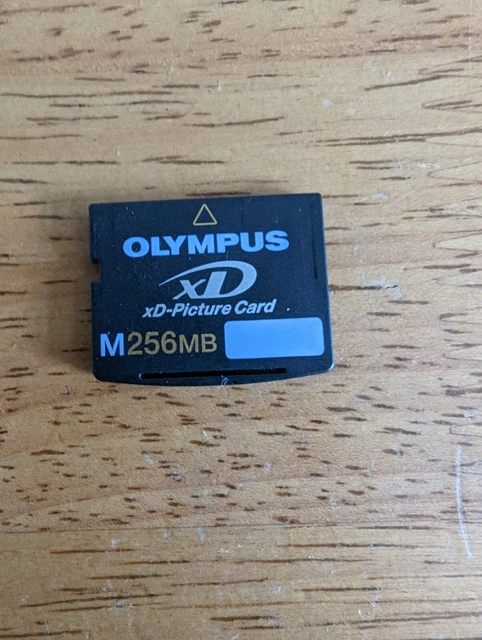 OLYMPUS
xD
xD-Picture Card
M256MB